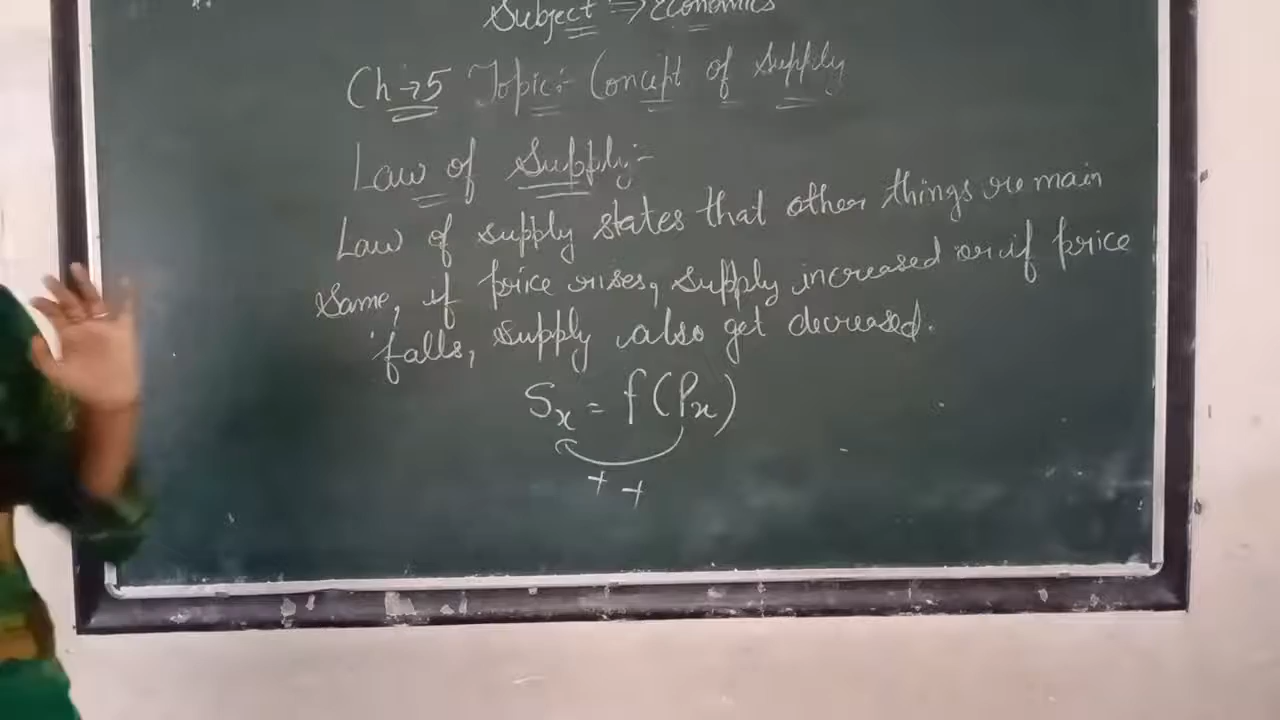 Subject ⇒ Economics
Ch → 5 Topic:- Concept of Supply
Law of Supply:-
Law of supply states that other things remain
same, if price rises, supply increased or if price
falls, supply also get decreased.
Sx = f(Px)
+ +